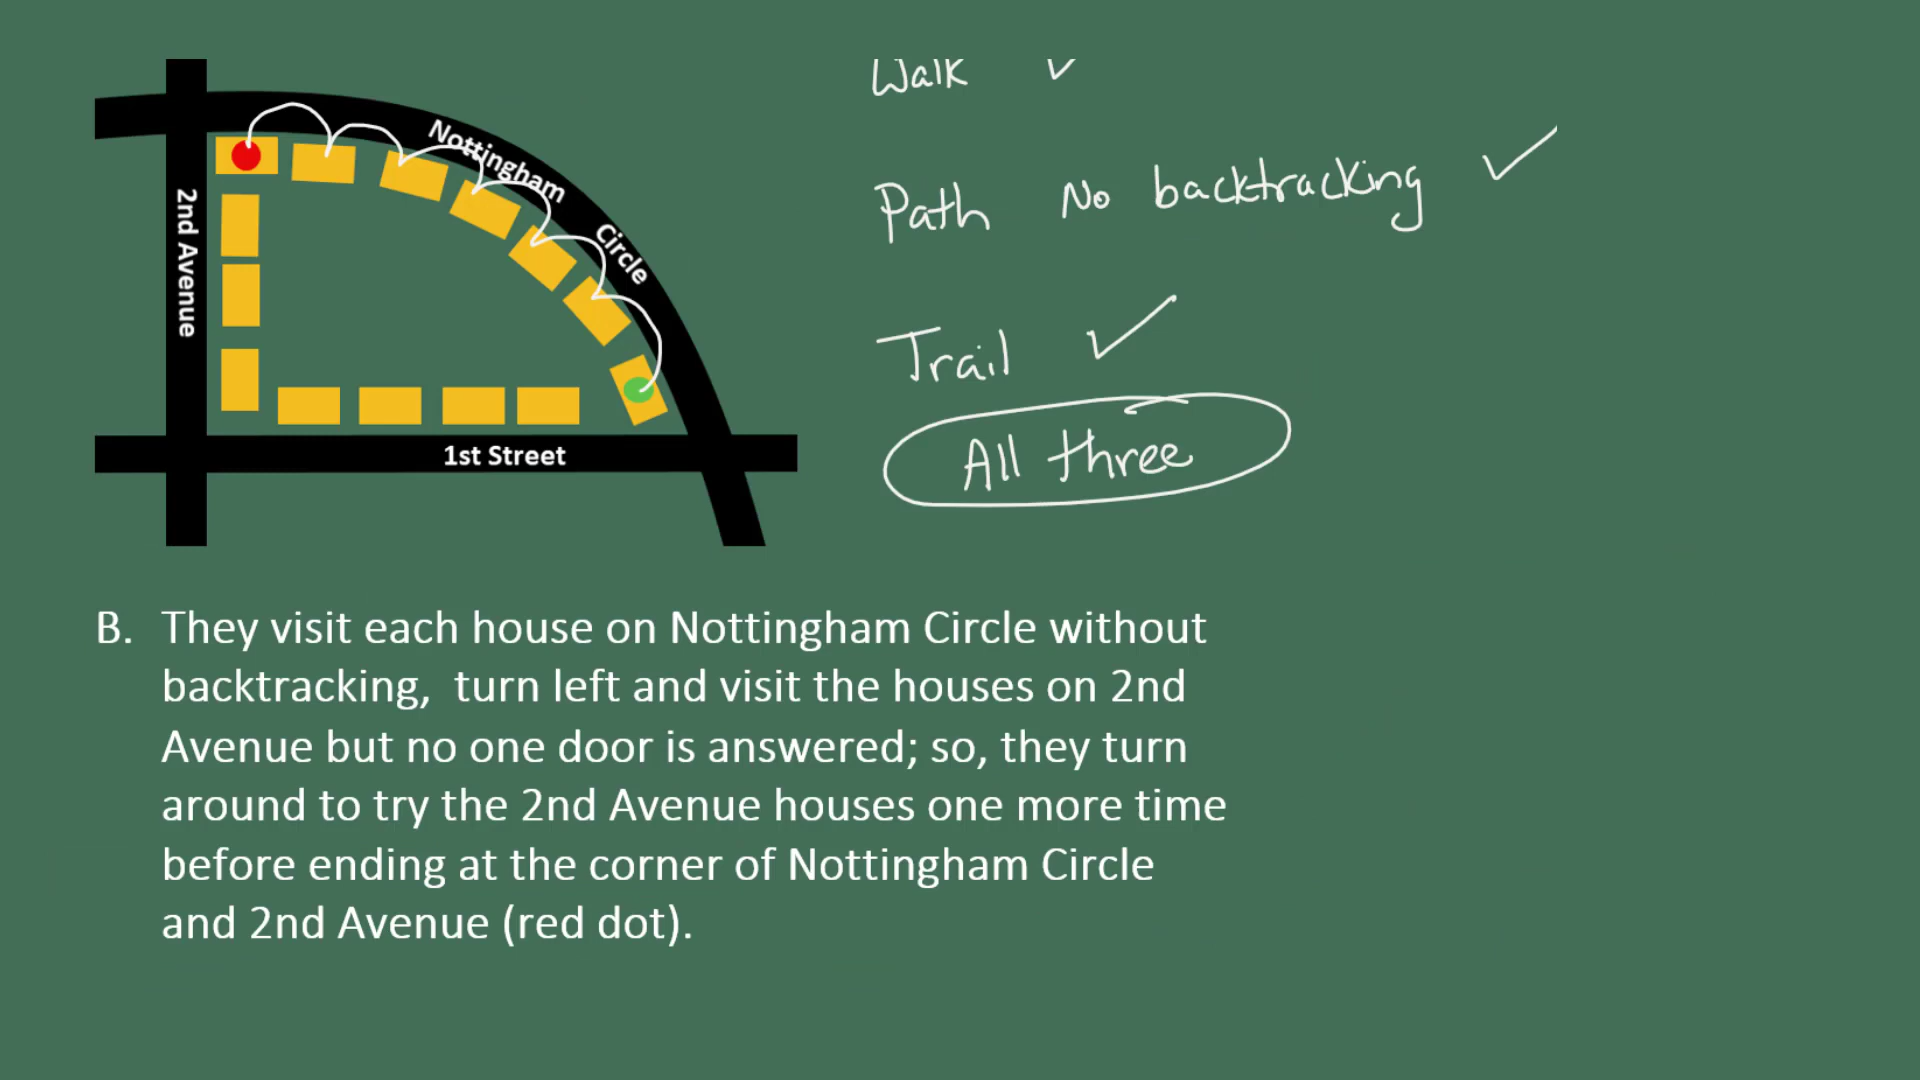 Walk ✓
Path No backtracking ✓
Trail ✓
All three
Nottingham Circle
2nd Avenue
1st Street
B. They visit each house on Nottingham Circle without
backtracking, turn left and visit the houses on 2nd
Avenue but no one door is answered; so, they turn
around to try the 2nd Avenue houses one more time
before ending at the corner of Nottingham Circle
and 2nd Avenue (red dot).